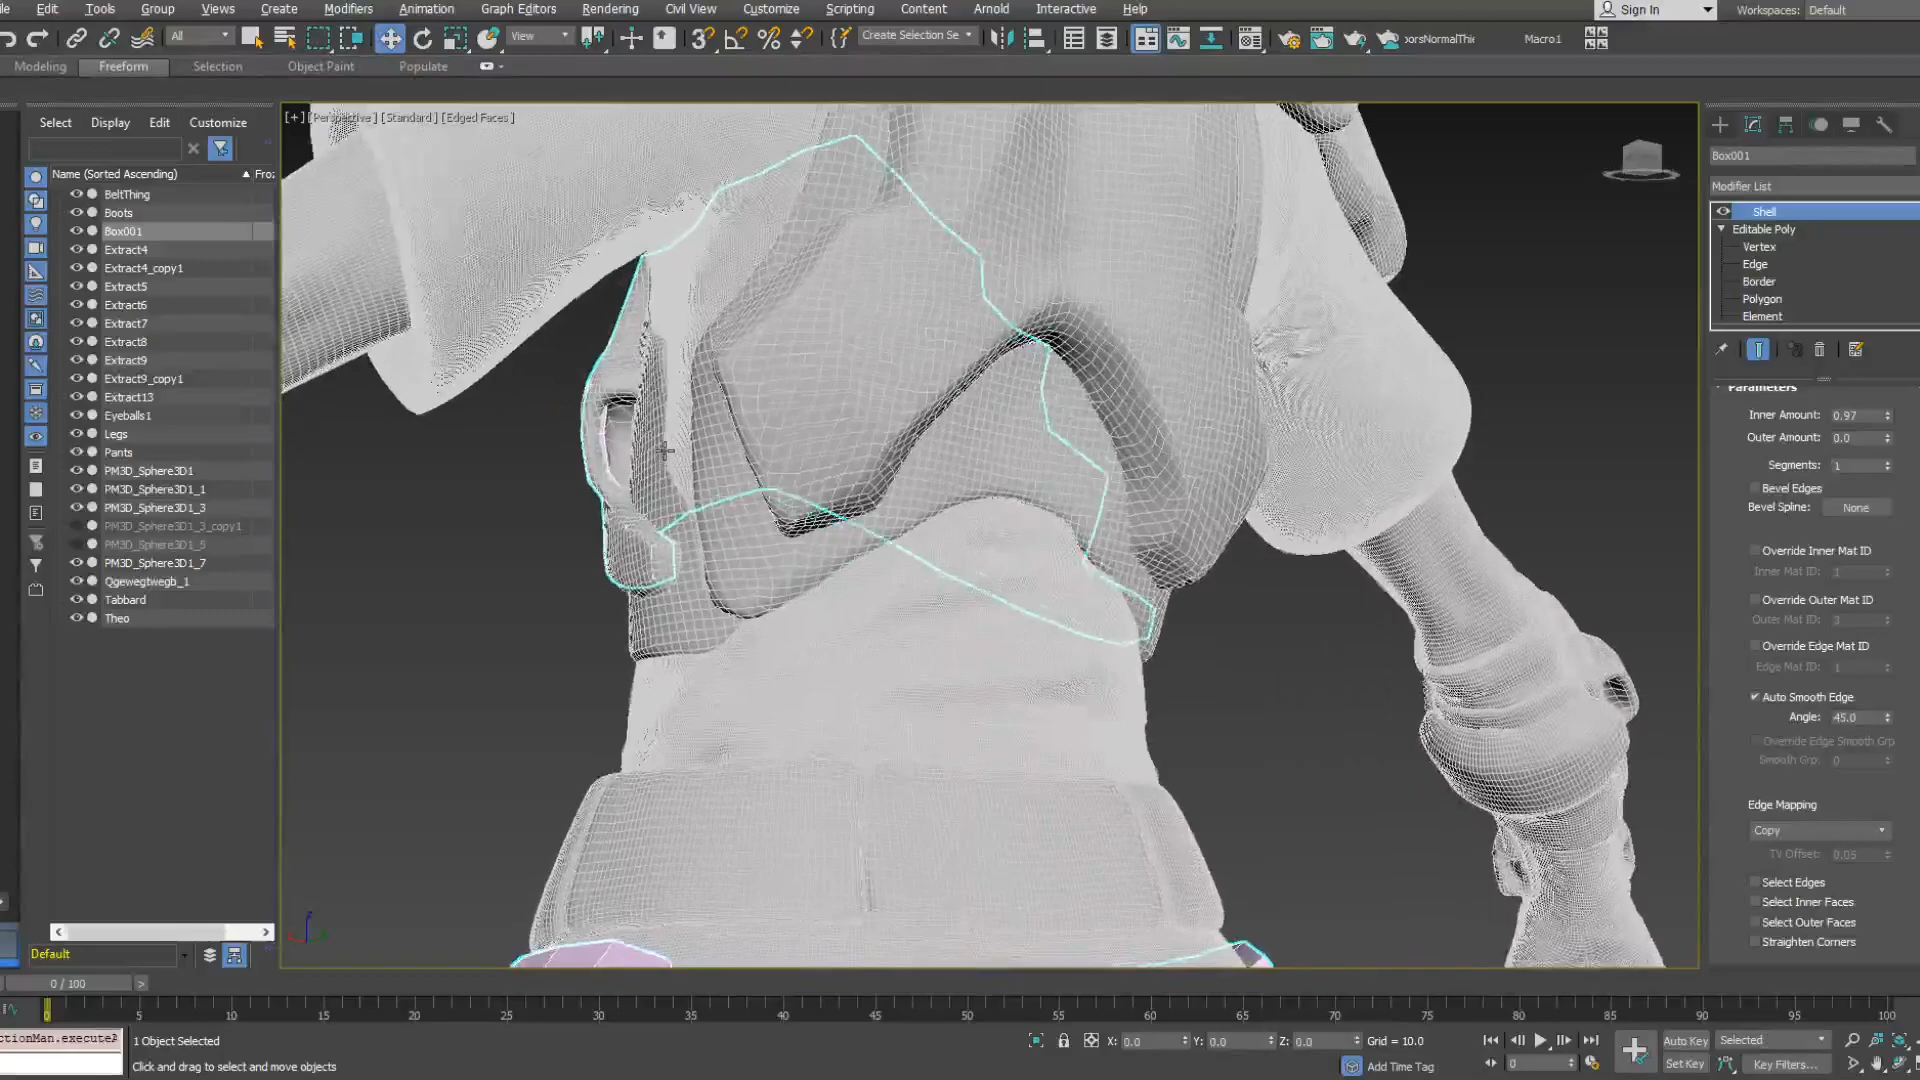 Edit Tools Group Views Create Modifiers Animation Graph Editors Rendering Civil View Customize Scripting Content Arnold Interactive Help
Sign In
Workspaces: Default
All
View
Create Selection Se
Macro1
Modeling Freeform Selection Object Paint Populate
Select Display Edit Customize
Name (Sorted Ascending)
BeltThing
Boots
Box001
Extract4
Extract4_copy1
Extract5
Extract6
Extract7
Extract8
Extract9
Extract9_copy1
Extract13
Eyeballs1
Legs
Pants
PM3D_Sphere3D1
PM3D_Sphere3D1_1
PM3D_Sphere3D1_3
PM3D_Sphere3D1_3_copy1
PM3D_Sphere3D1_5
PM3D_Sphere3D1_7
Qgewegtwegb_1
Tabbard
Theo
Default
[+] [Perspective] [Standard] [Edged Faces]
Box001
Modifier List
Shell
Editable Poly
Vertex
Edge
Border
Polygon
Element
Parameters
Inner Amount: 0.97
Outer Amount: 0.0
Segments: 1
Bevel Edges
Bevel Spline: None
Override Inner Mat ID
Inner Mat ID: 1
Override Outer Mat ID
Outer Mat ID: 3
Override Edge Mat ID
Edge Mat ID: 1
Auto Smooth Edge
Angle: 45.0
Override Edge Smooth Grp
Smooth Grp: 0
Edge Mapping
Copy
TV Offset: 0.05
Select Edges
Select Inner Faces
Select Outer Faces
Straighten Corners
0 / 100
0 5 10 15 20 25 30 35 40 45 50 55 60 65 70 75 80 85 90 95 100
1 Object Selected
Click and drag to select and move objects
X: 0.0 Y: 0.0 Z: 0.0 Grid = 10.0
Add Time Tag
0
Auto Key Selected
Set Key Key Filters...